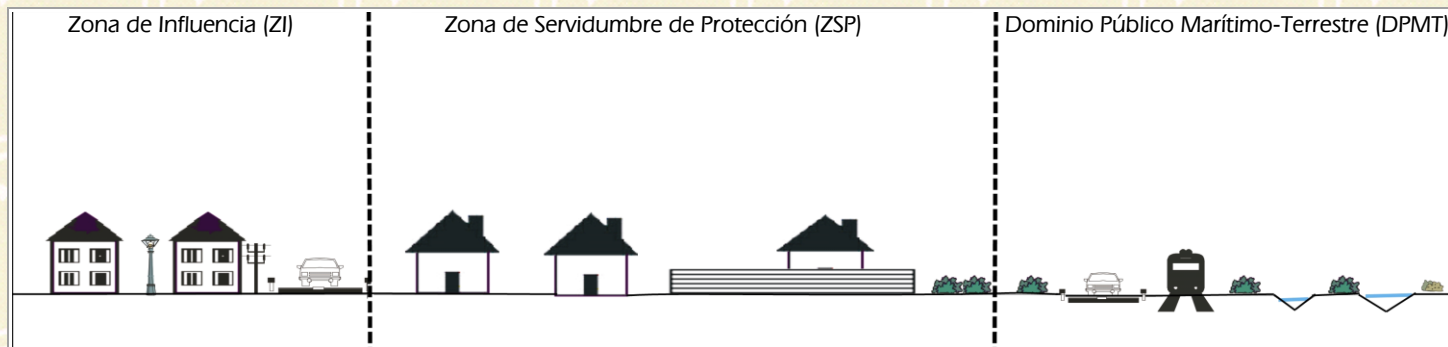 Zona de Influencia (ZI)
Zona de Servidumbre de Protección (ZSP)
Dominio Público Marítimo-Terrestre (DPMT)